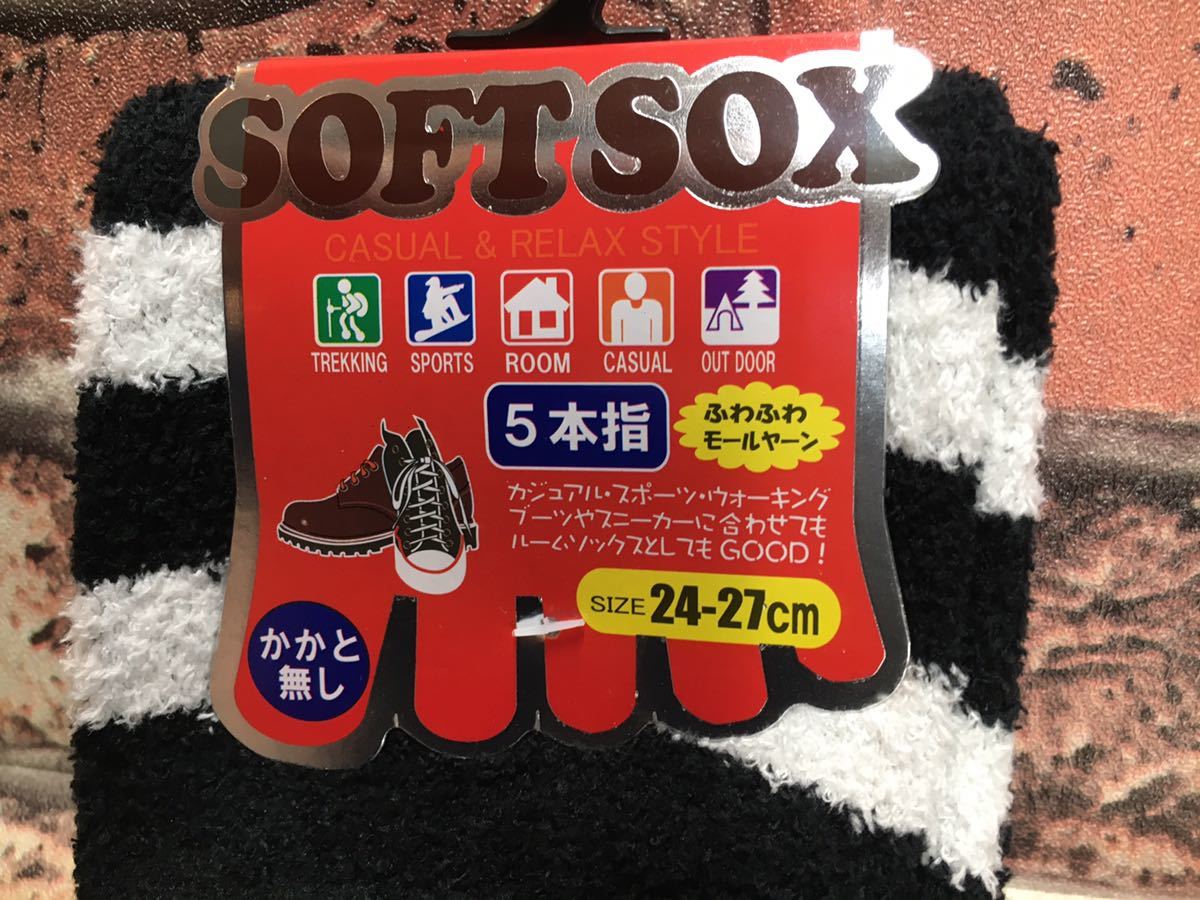 SOFT SOX
CASUAL & RELAX STYLE
TREKKING SPORTS ROOM CASUAL OUT DOOR
5本指
ふわふわ
モールヤーン
カジュアル・スポーツ・ウォーキング
ブーツやスニーカーに合わせても
ルームソックスとしてもGOOD!
SIZE 24-27cm
かかと
無し